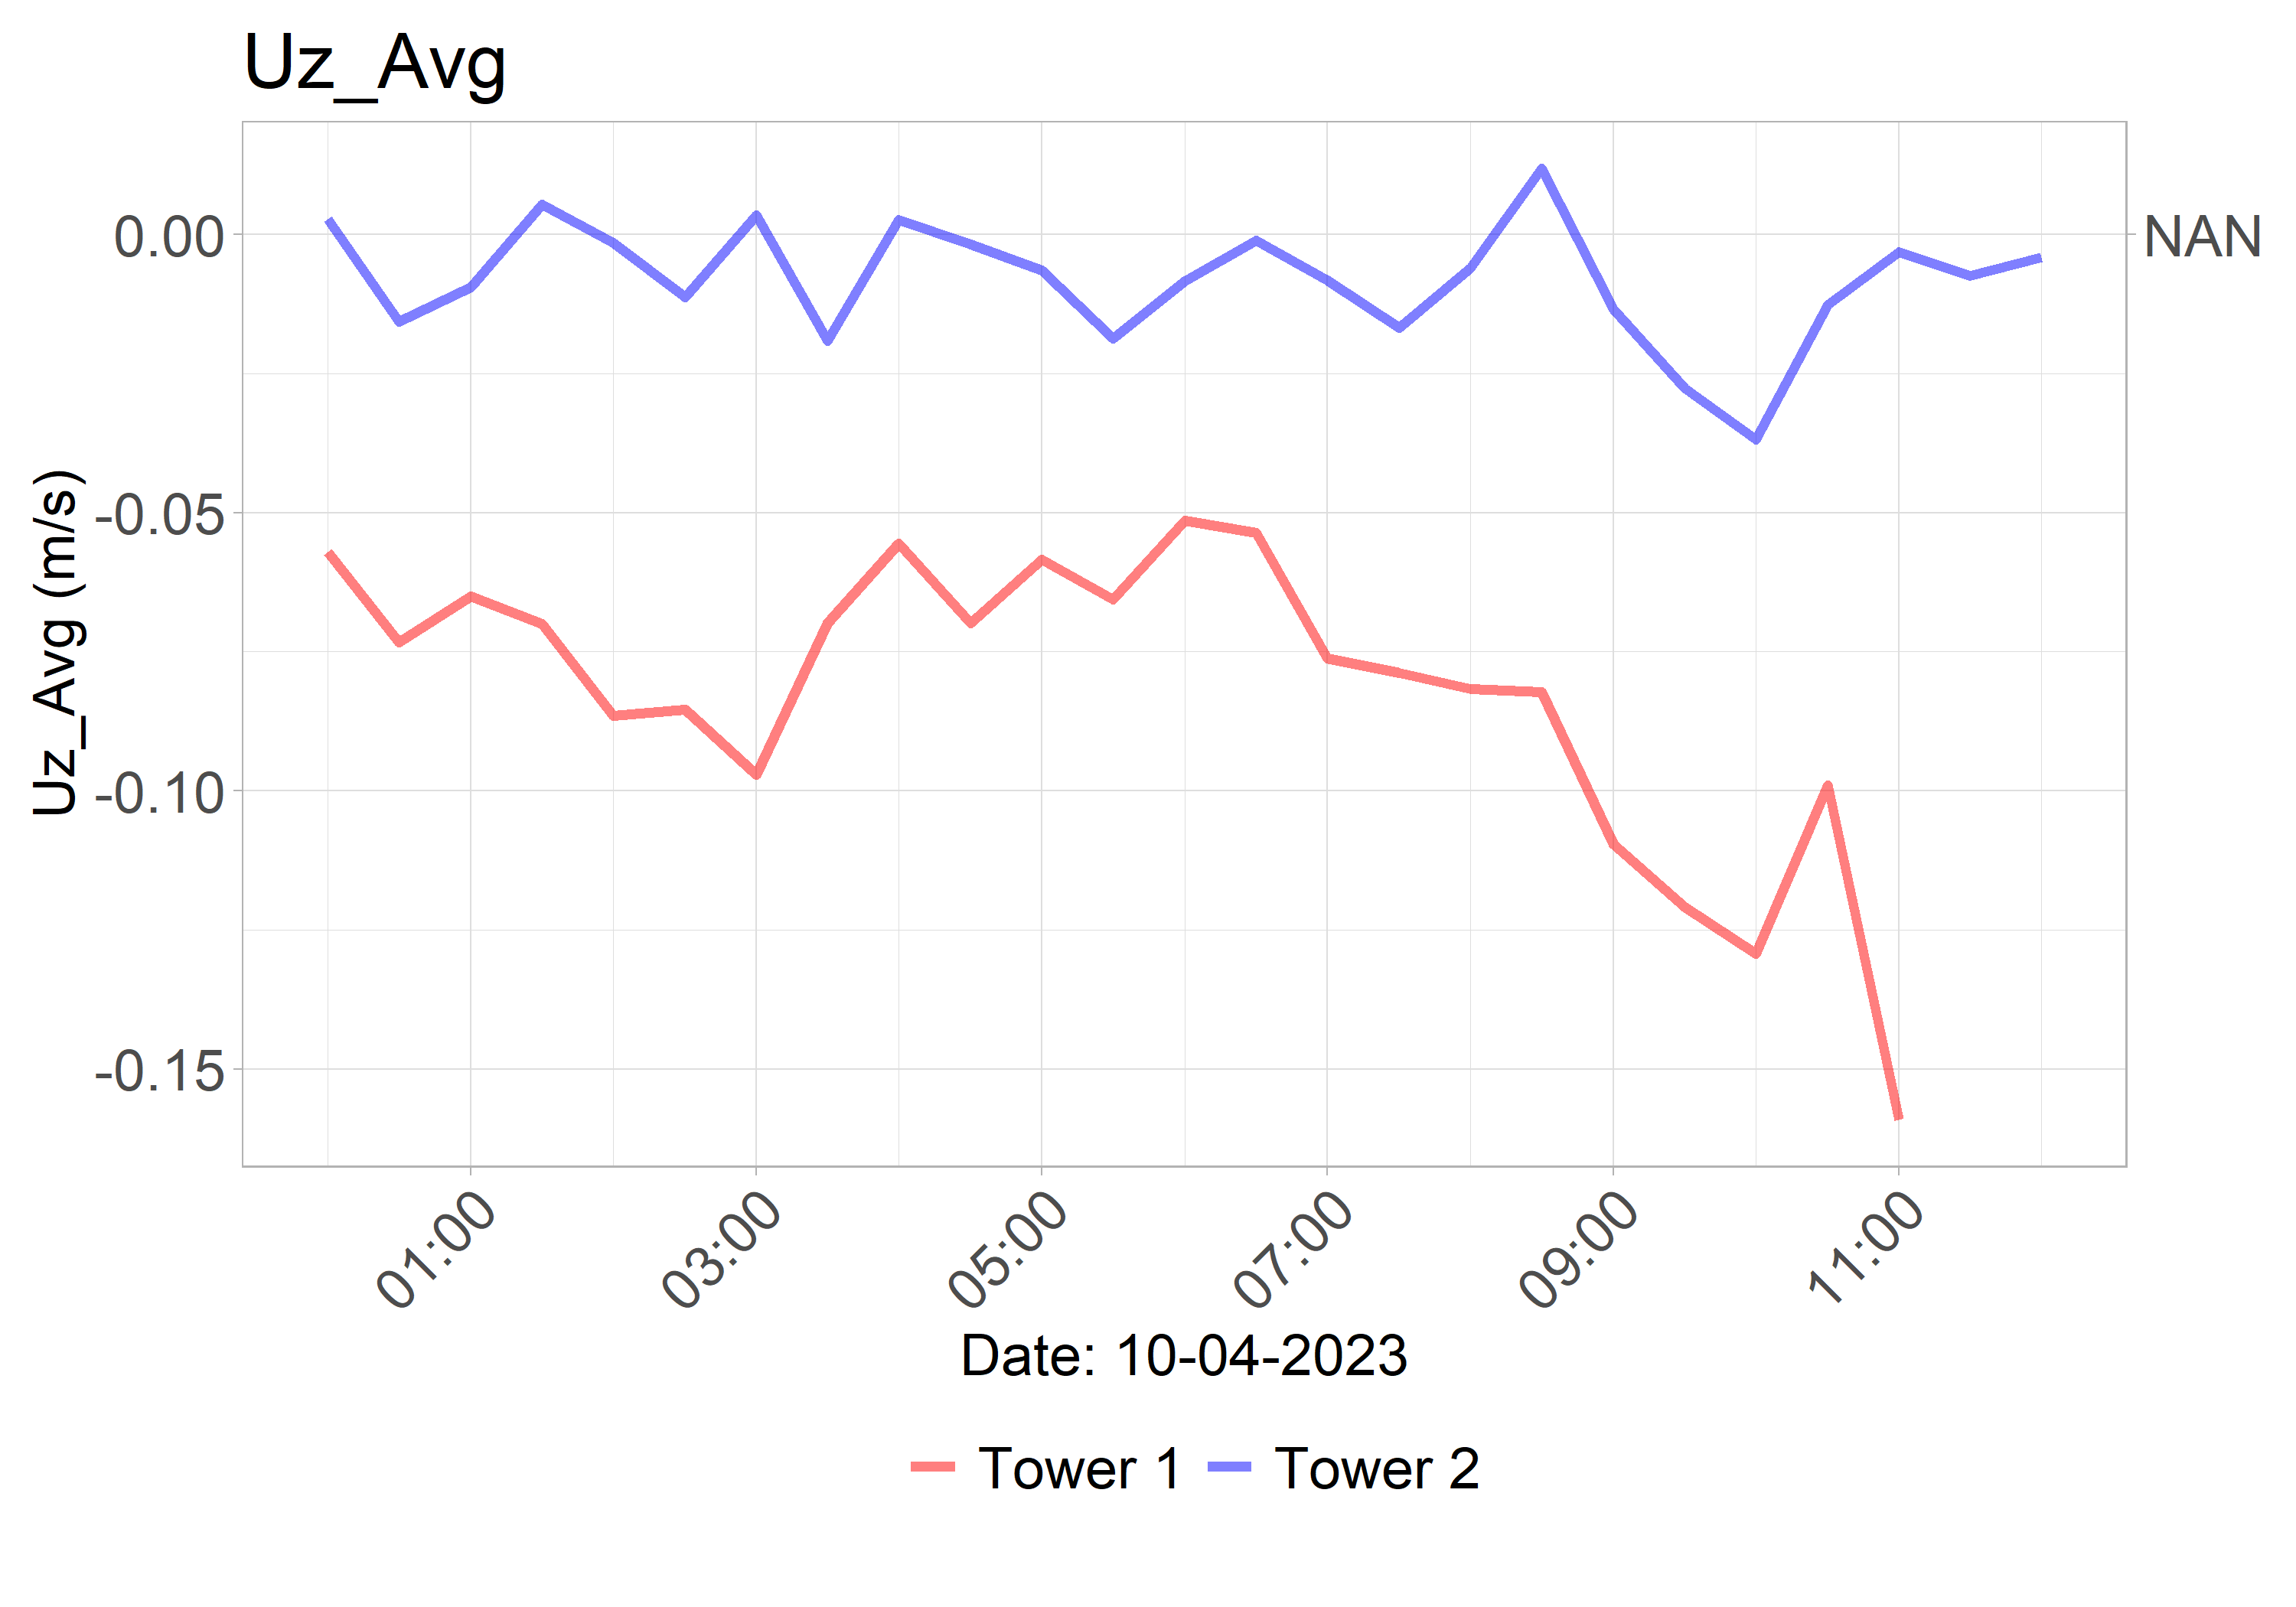 Uz_Avg
Uz_Avg (m/s)
0.00
-0.05
-0.10
-0.15
NAN
01:00 03:00 05:00 07:00 09:00 11:00
Date: 10-04-2023
Tower 1 Tower 2